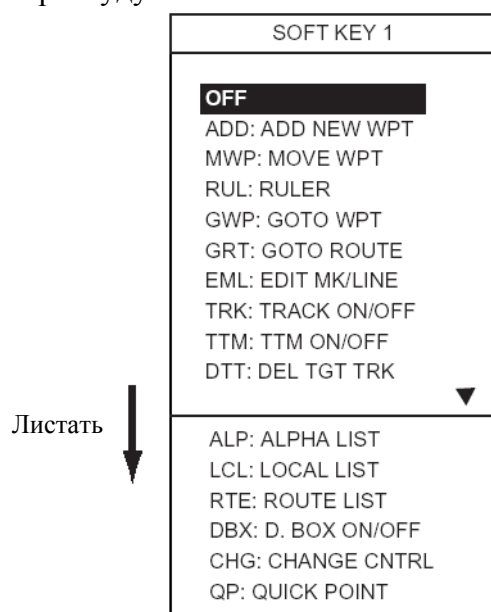 SOFT KEY 1
OFF
ADD: ADD NEW WPT
MWP: MOVE WPT
RUL: RULER
GWP: GOTO WPT
GRT: GOTO ROUTE
EML: EDIT MK/LINE
TRK: TRACK ON/OFF
TTM: TTM ON/OFF
DTT: DEL TGT TRK
Листать
ALP: ALPHA LIST
LCL: LOCAL LIST
RTE: ROUTE LIST
DBX: D. BOX ON/OFF
CHG: CHANGE CNTRL
QP: QUICK POINT